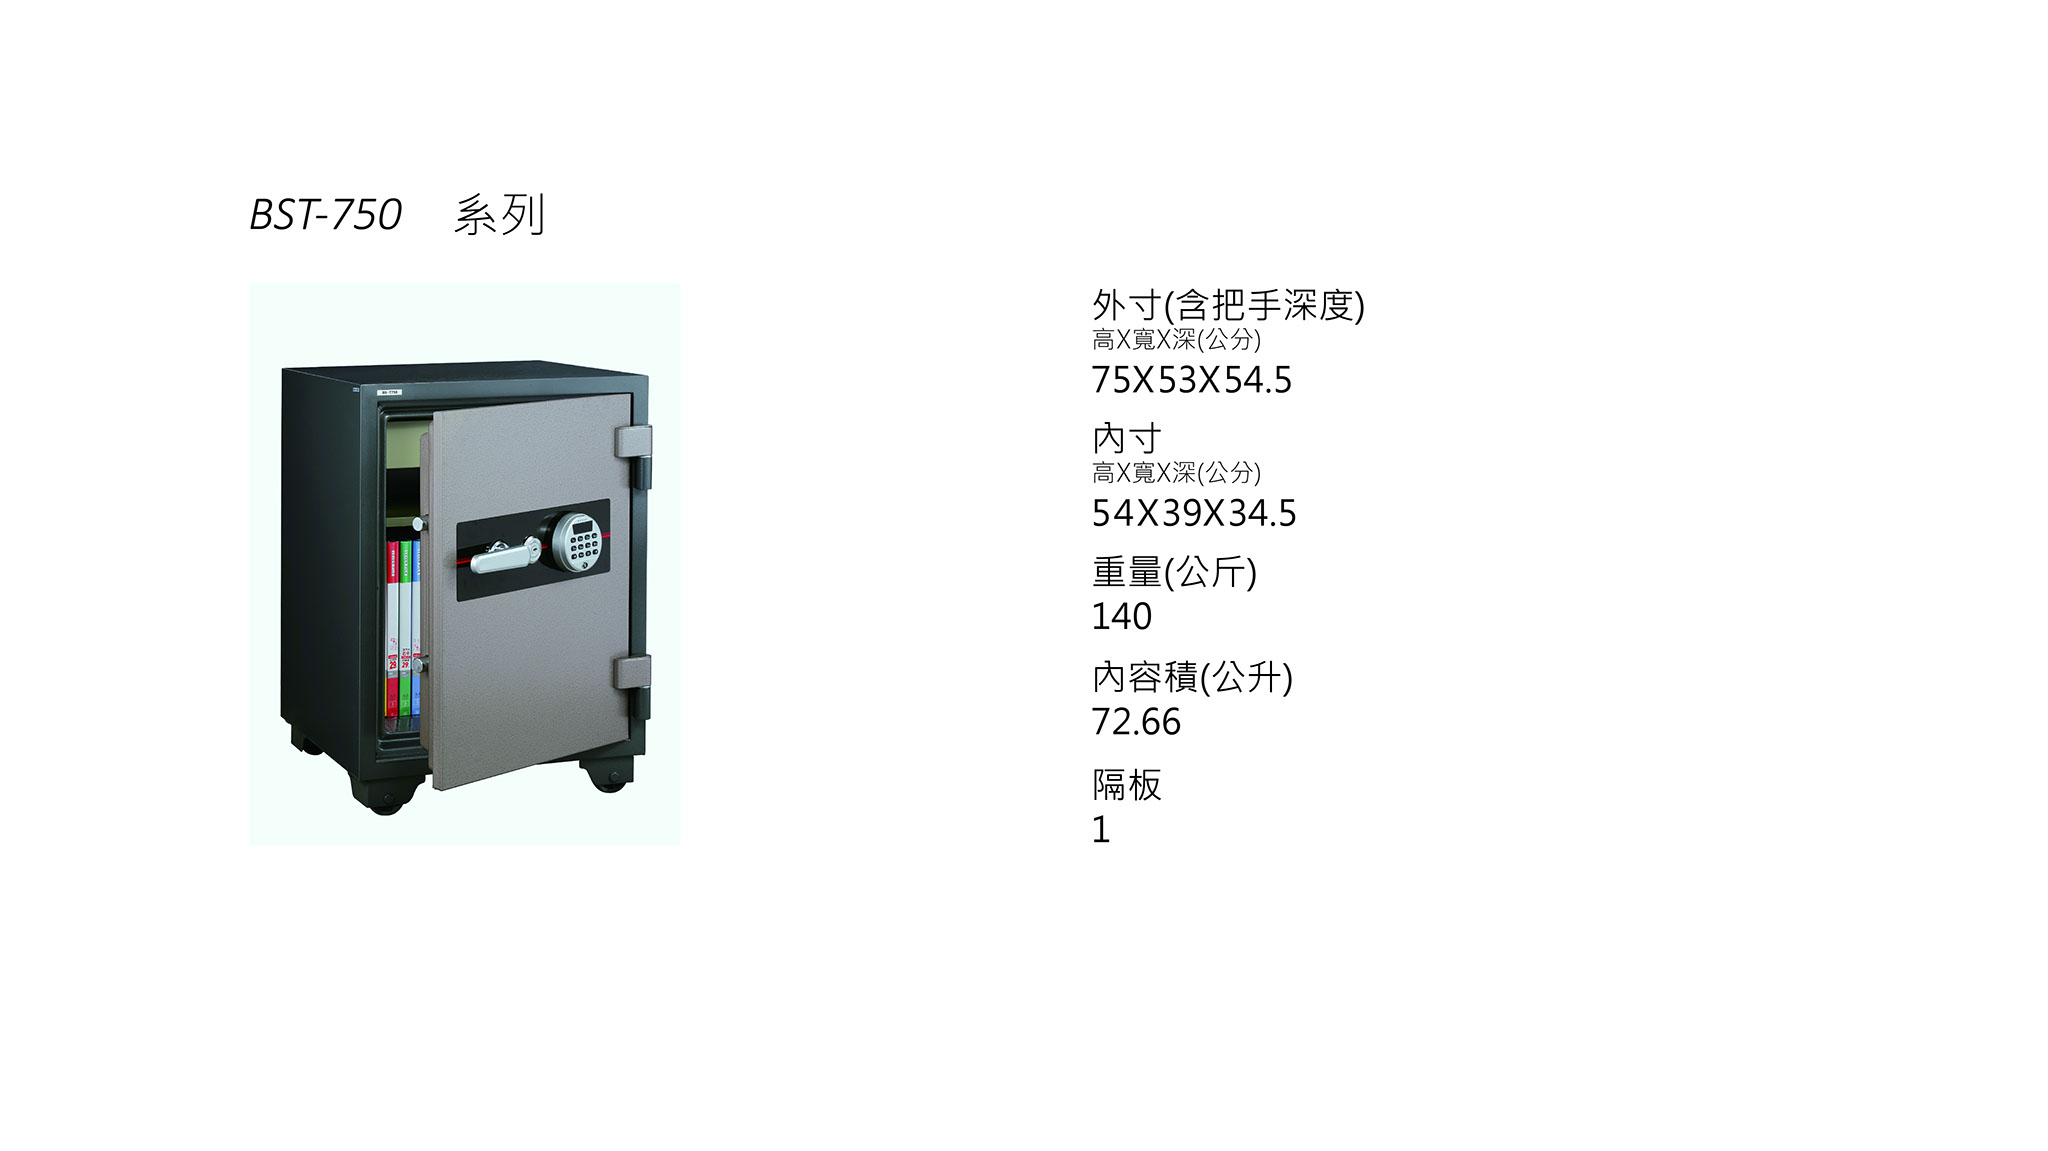 BST-750 系列
外寸(含把手深度)
高X寬X深(公分)
75X53X54.5
內寸
高X寬X深(公分)
54X39X34.5
重量(公斤)
140
內容積(公升)
72.66
隔板
1